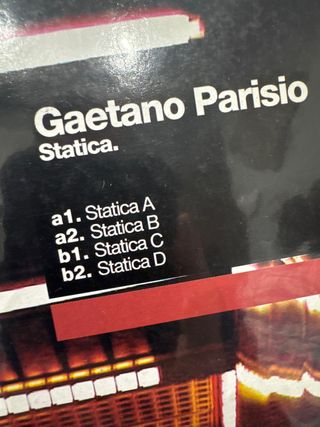 Gaetano Parisio
Statica.
a1. Statica A
a2. Statica B
b1. Statica C
b2. Statica D